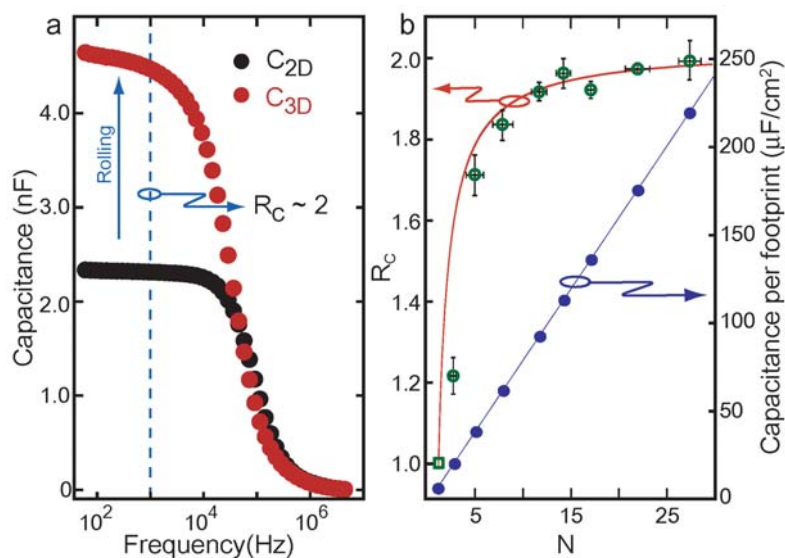 a
C2D
C3D
Rolling
RC ~ 2
Capacitance (nF)
4.0
3.0
2.0
1.0
0
10^2
10^4
10^6
Frequency(Hz)
b
RC
2.0
1.8
1.6
1.4
1.2
1.0
5
15
25
N
250
200
150
100
50
0
Capacitance per footprint (μF/cm²)